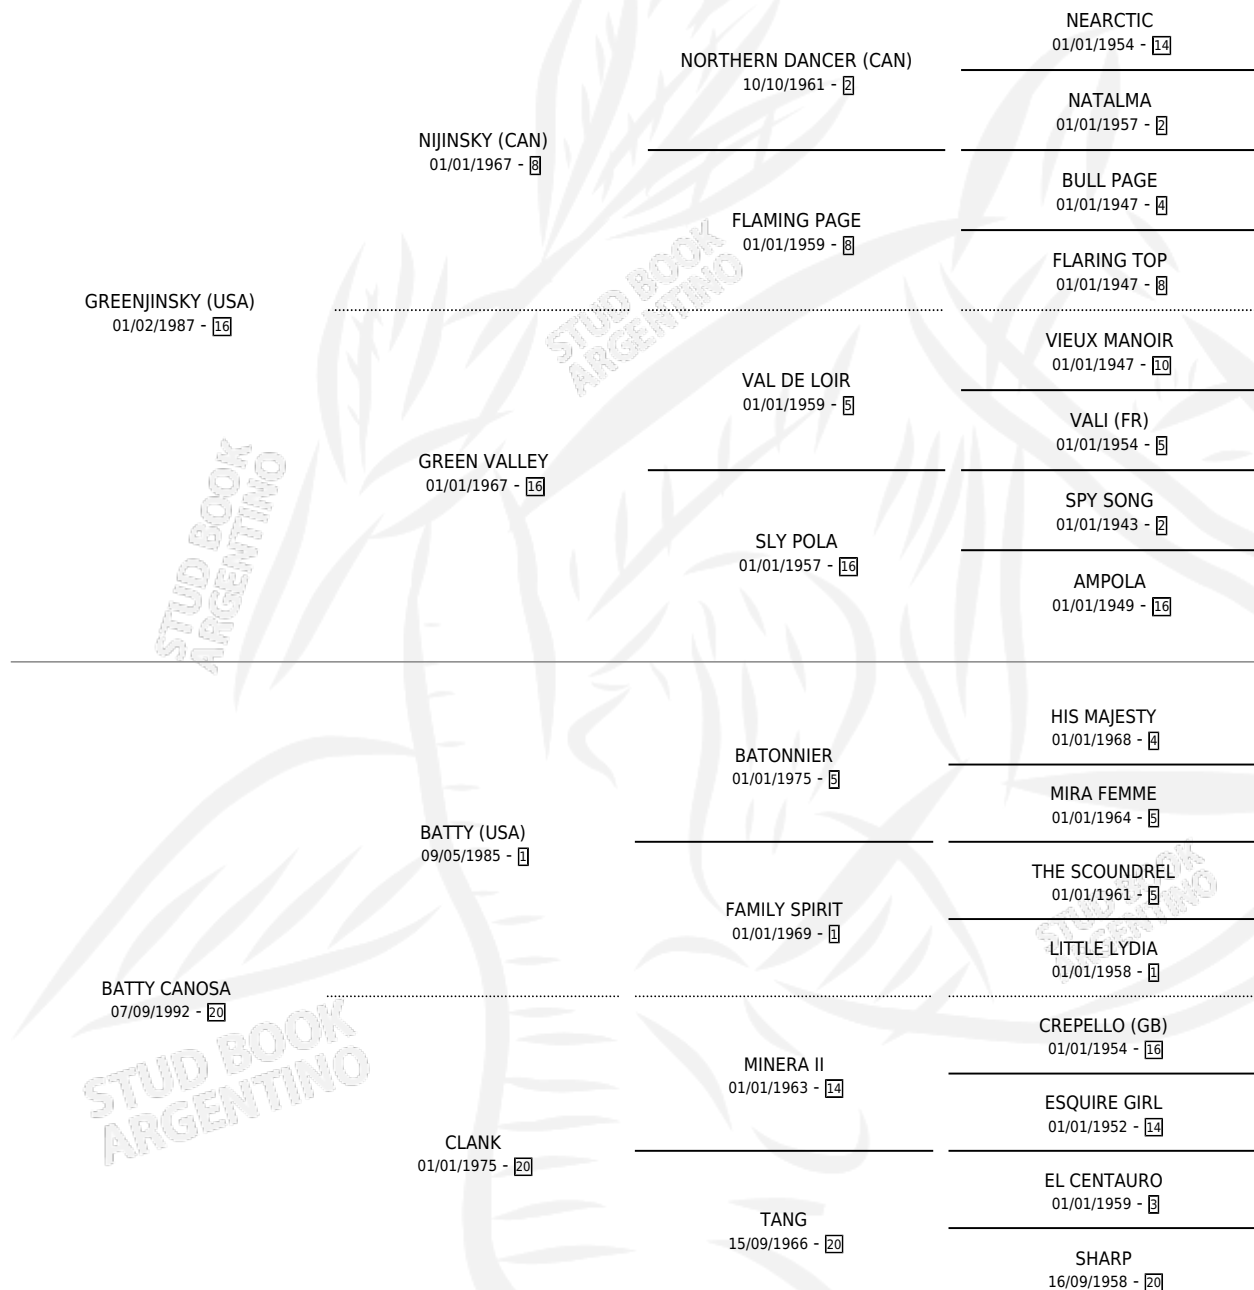 NEARCTIC
01/01/1954 - 14
NORTHERN DANCER (CAN)
10/10/1961 - 2
NATALMA
01/01/1957 - 2
NIJINSKY (CAN)
01/01/1967 - 8
BULL PAGE
01/01/1947 - 4
FLAMING PAGE
01/01/1959 - 8
FLARING TOP
01/01/1947 - 8
GREENJINSKY (USA)
01/02/1987 - 16
VIEUX MANOIR
01/01/1947 - 10
VAL DE LOIR
01/01/1959 - 5
VALI (FR)
01/01/1954 - 5
GREEN VALLEY
01/01/1967 - 16
SPY SONG
01/01/1943 - 2
SLY POLA
01/01/1957 - 16
AMPOLA
01/01/1949 - 16
HIS MAJESTY
01/01/1968 - 4
BATONNIER
01/01/1975 - 5
MIRA FEMME
01/01/1964 - 5
BATTY (USA)
09/05/1985 - 1
THE SCOUNDREL
01/01/1961 - 5
FAMILY SPIRIT
01/01/1969 - 1
LITTLE LYDIA
01/01/1958 - 1
BATTY CANOSA
07/09/1992 - 20
CREPELLO (GB)
01/01/1954 - 16
MINERA II
01/01/1963 - 14
ESQUIRE GIRL
01/01/1952 - 14
CLANK
01/01/1975 - 20
EL CENTAURO
01/01/1959 - 3
TANG
15/09/1966 - 20
SHARP
16/09/1958 - 20
STUD BOOK
ARGENTINO
STUD BOOK
ARGENTINO
STUD BOOK
ARGENTINO
STUD BOOK
ARGENTINO